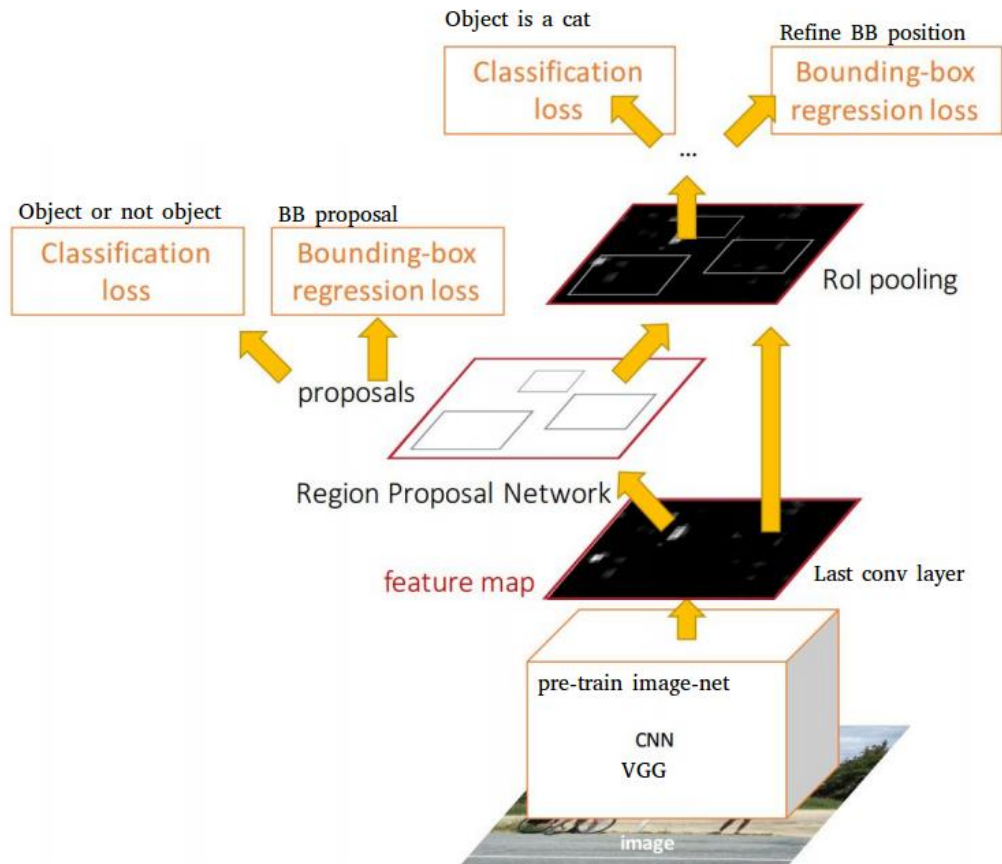 Object is a cat
Refine BB position
Classification
loss
Bounding-box
regression loss
...
Object or not object
BB proposal
Classification
loss
Bounding-box
regression loss
RoI pooling
proposals
Region Proposal Network
feature map
Last conv layer
pre-train image-net
CNN
VGG
image